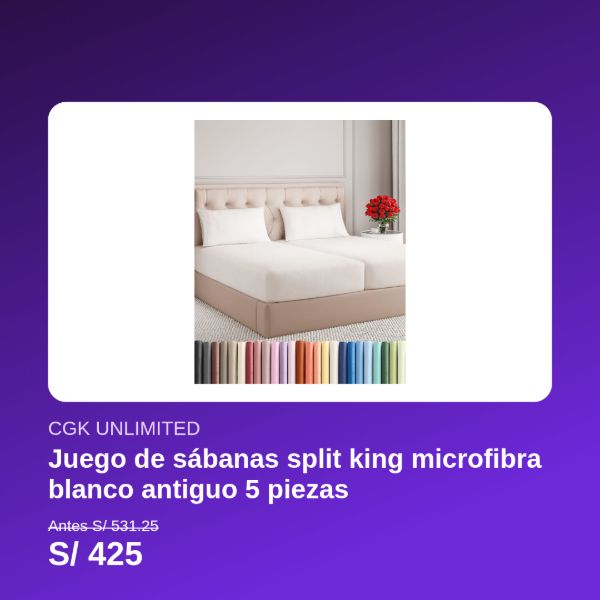 CGK UNLIMITED
Juego de sábanas split king microfibra
blanco antiguo 5 piezas
Antes S/ 531.25
S/ 425